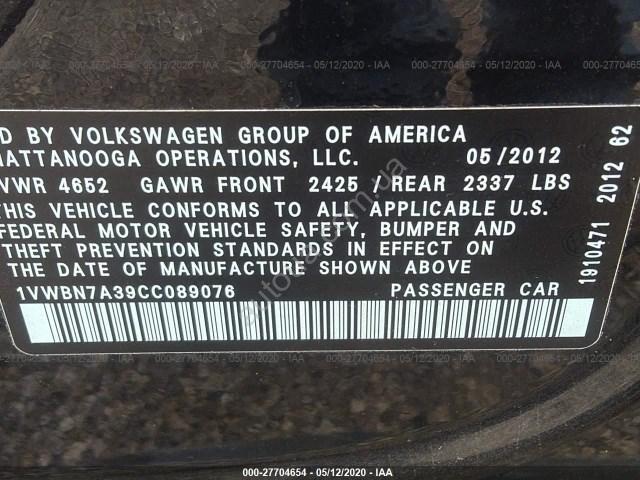 000-27704654 - 05/12/2020 - IAA
D BY VOLKSWAGEN GROUP OF AMERICA
HATTANOOGA OPERATIONS, LLC. 05/2012
VWR 4652 GAWR FRONT 2425 / REAR 2337 LBS
THIS VEHICLE CONFORMS TO ALL APPLICABLE U.S.
FEDERAL MOTOR VEHICLE SAFETY, BUMPER AND
THEFT PREVENTION STANDARDS IN EFFECT ON
THE DATE OF MANUFACTURE SHOWN ABOVE
1VWBN7A39CC089076 PASSENGER CAR
1910471 2012 62
000-27704654 - 05/12/2020 - IAA